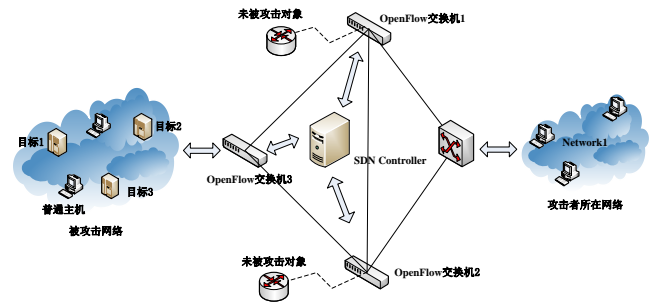 未被攻击对象
OpenFlow交换机1
目标1
目标2
Network1
SDN Controller
OpenFlow交换机3
目标3
普通主机
攻击者所在网络
被攻击网络
未被攻击对象
OpenFlow交换机2